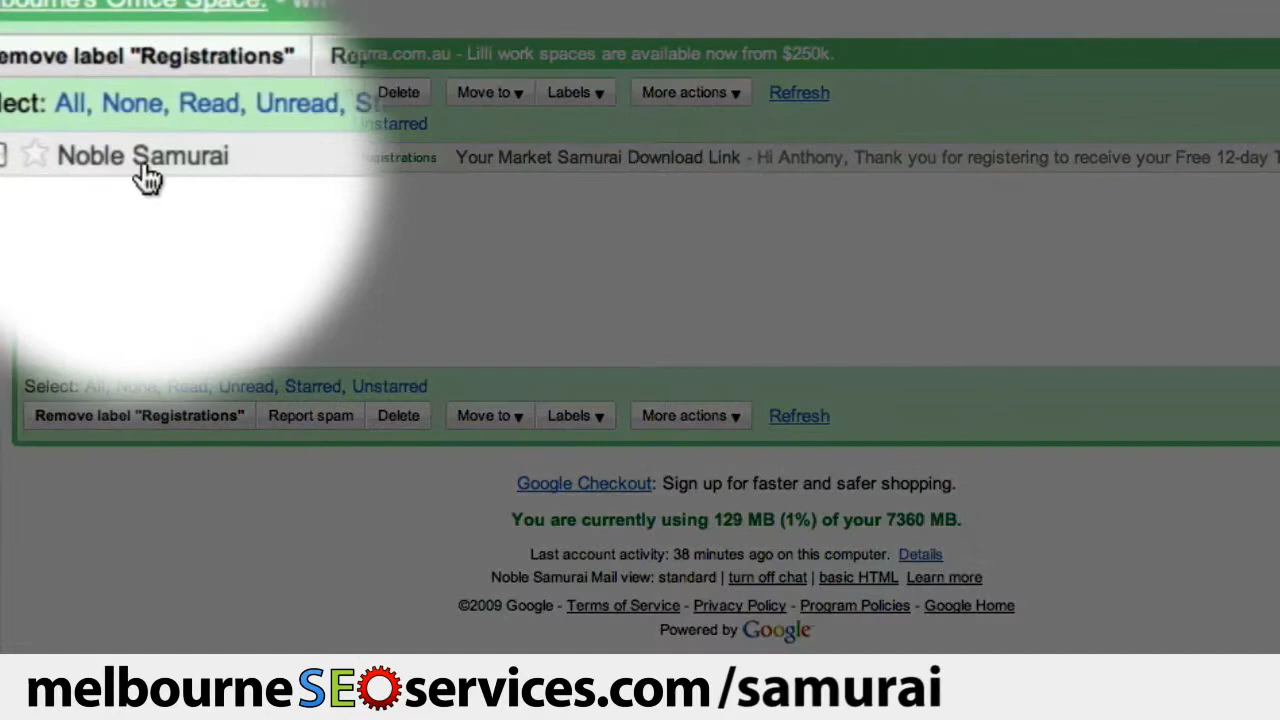 bourne's Office Space. -
emove label "Registrations"
rra.com.au - Lilli work spaces are available now from $250k.
lect: All, None, Read, Unread, St
Delete Move to ▾ Labels ▾ More actions ▾ Refresh
nstarred
Noble Samurai
egistrations Your Market Samurai Download Link - Hi Anthony, Thank you for registering to receive your Free 12-day T
Select: All, None, Read, Unread, Starred, Unstarred
Remove label "Registrations" Report spam Delete Move to ▾ Labels ▾ More actions ▾ Refresh
Google Checkout: Sign up for faster and safer shopping.
You are currently using 129 MB (1%) of your 7360 MB.
Last account activity: 38 minutes ago on this computer. Details
Noble Samurai Mail view: standard | turn off chat | basic HTML Learn more
©2009 Google - Terms of Service - Privacy Policy - Program Policies - Google Home
Powered by Google
melbourneSEOservices.com/samurai